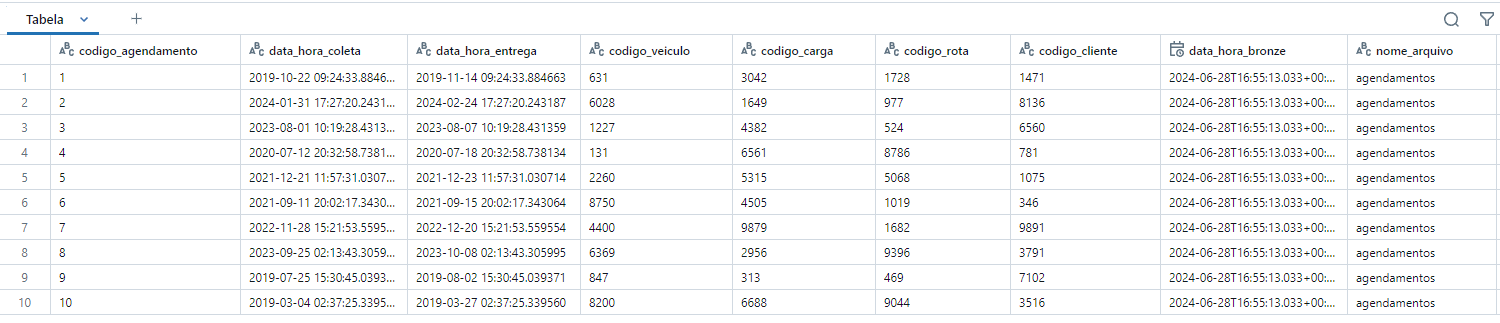 Tabela
codigo_agendamento data_hora_coleta data_hora_entrega codigo_veiculo codigo_carga codigo_rota codigo_cliente data_hora_bronze nome_arquivo
1 1 2019-10-22 09:24:33.8846... 2019-11-14 09:24:33.884663 631 3042 1728 1471 2024-06-28T16:55:13.033+00:... agendamentos
2 2 2024-01-31 17:27:20.2431... 2024-02-24 17:27:20.243187 6028 1649 977 8136 2024-06-28T16:55:13.033+00:... agendamentos
3 3 2023-08-01 10:19:28.4313... 2023-08-07 10:19:28.431359 1227 4382 524 6560 2024-06-28T16:55:13.033+00:... agendamentos
4 4 2020-07-12 20:32:58.7381... 2020-07-18 20:32:58.738134 131 6561 8786 781 2024-06-28T16:55:13.033+00:... agendamentos
5 5 2021-12-21 11:57:31.0307... 2021-12-23 11:57:31.030714 2260 5315 5068 1075 2024-06-28T16:55:13.033+00:... agendamentos
6 6 2021-09-11 20:02:17.3430... 2021-09-15 20:02:17.343064 8750 4505 1019 346 2024-06-28T16:55:13.033+00:... agendamentos
7 7 2022-11-28 15:21:53.5595... 2022-12-20 15:21:53.559554 4400 9879 1682 9891 2024-06-28T16:55:13.033+00:... agendamentos
8 8 2023-09-25 02:13:43.3059... 2023-10-08 02:13:43.305995 6369 2956 9396 3791 2024-06-28T16:55:13.033+00:... agendamentos
9 9 2019-07-25 15:30:45.0393... 2019-08-02 15:30:45.039371 847 313 469 7102 2024-06-28T16:55:13.033+00:... agendamentos
10 10 2019-03-04 02:37:25.3395... 2019-03-27 02:37:25.339560 8200 6688 9044 3516 2024-06-28T16:55:13.033+00:... agendamentos